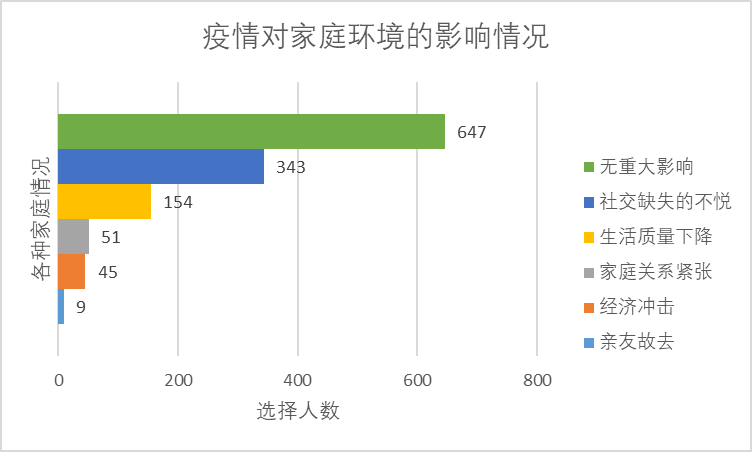 疫情对家庭环境的影响情况
各种家庭情况
647
343
154
51
45
9
0 200 400 600 800
选择人数
无重大影响
社交缺失的不悦
生活质量下降
家庭关系紧张
经济冲击
亲友故去